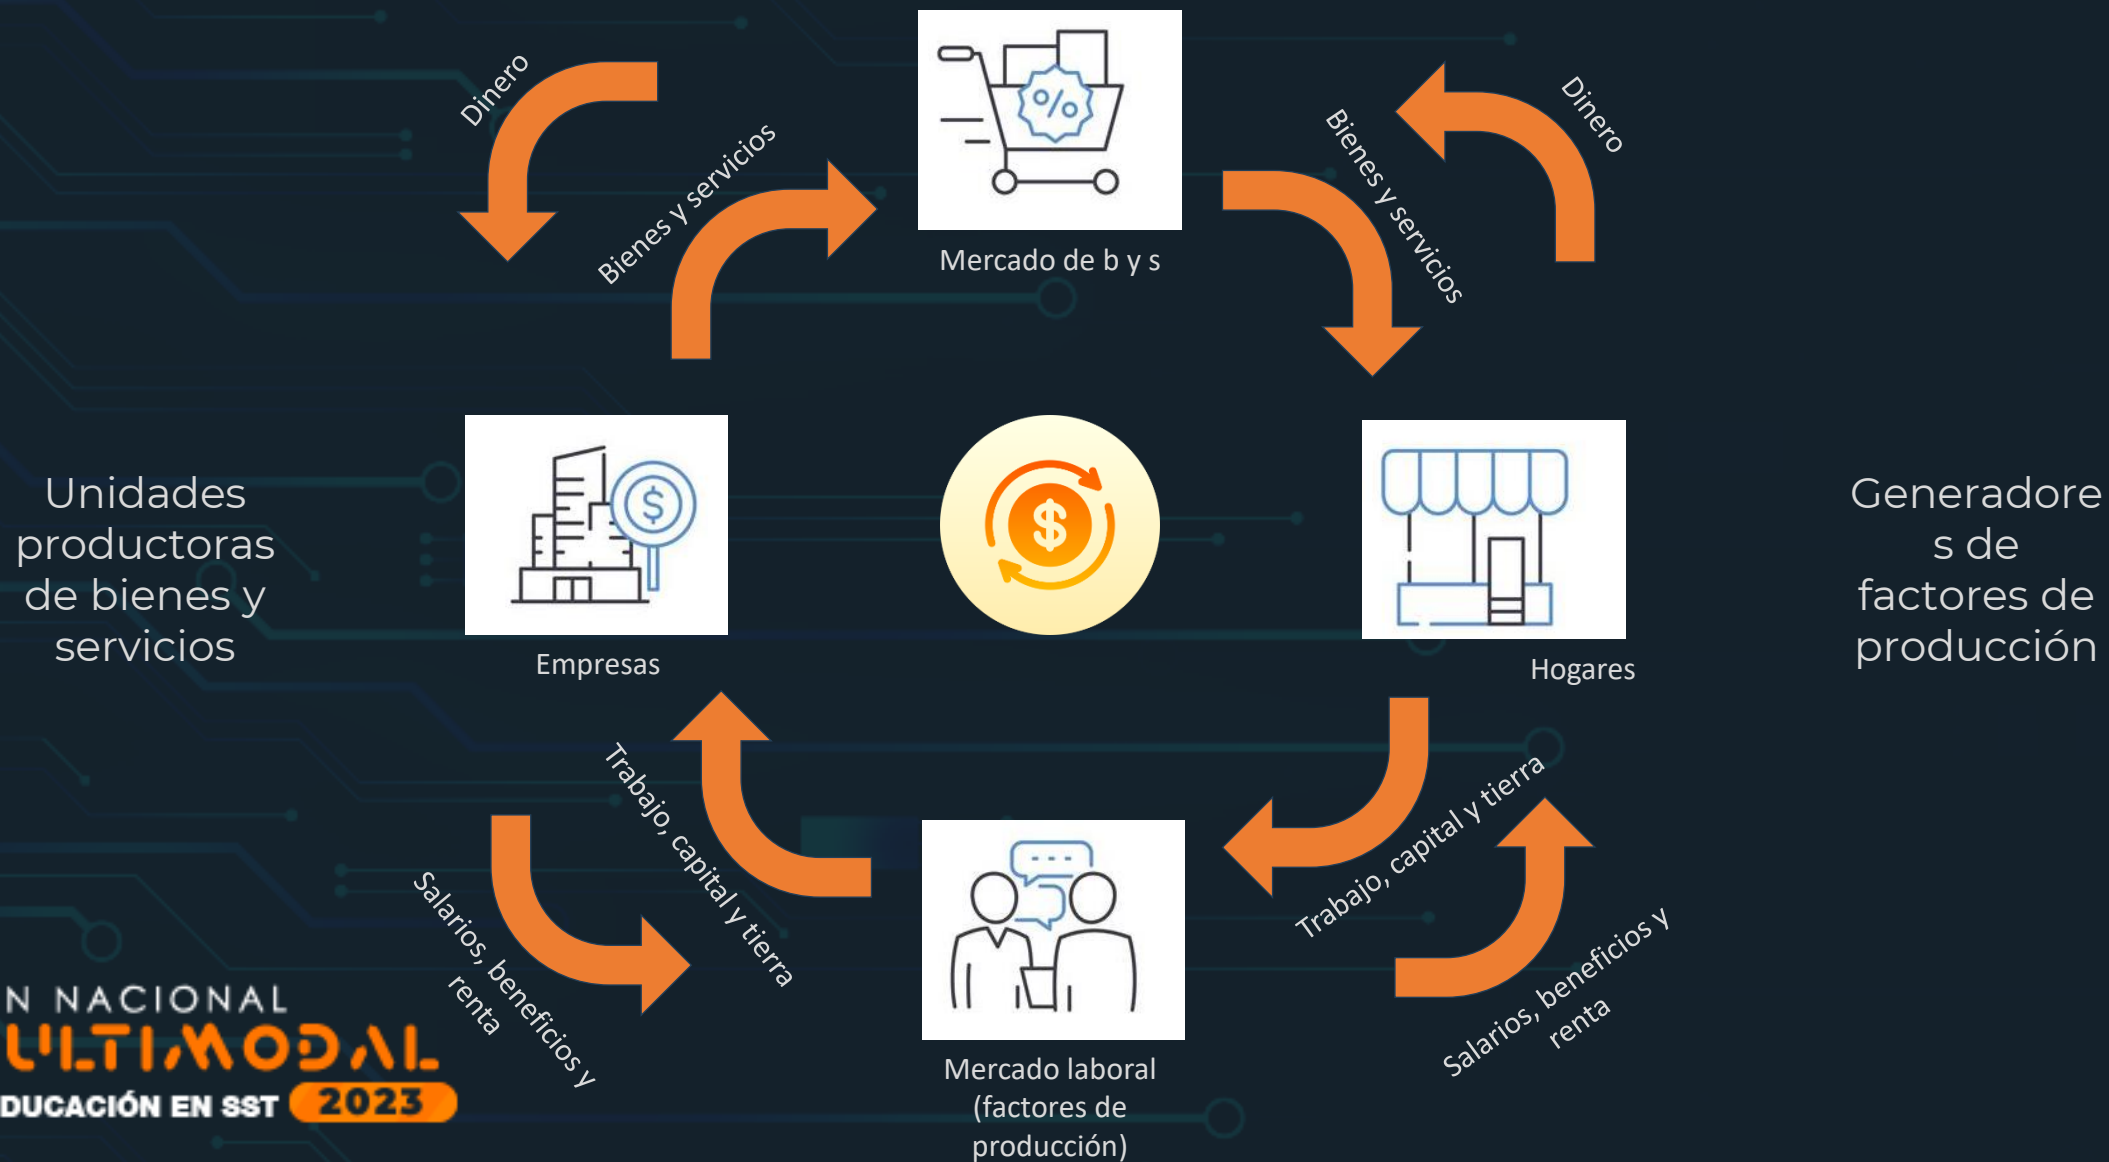 Dinero
Bienes y servicios
%
Mercado de b y s
Bienes y servicios
Dinero
Unidades
productoras
de bienes y
servicios
$
Empresas
$
Hogares
Generadore
s de
factores de
producción
Trabajo, capital y tierra
Salarios, beneficios y
renta
Mercado laboral
(factores de
producción)
Trabajo, capital y tierra
Salarios, beneficios y
renta
N NACIONAL
ULTIMODAL
DUCACIÓN EN SST 2023